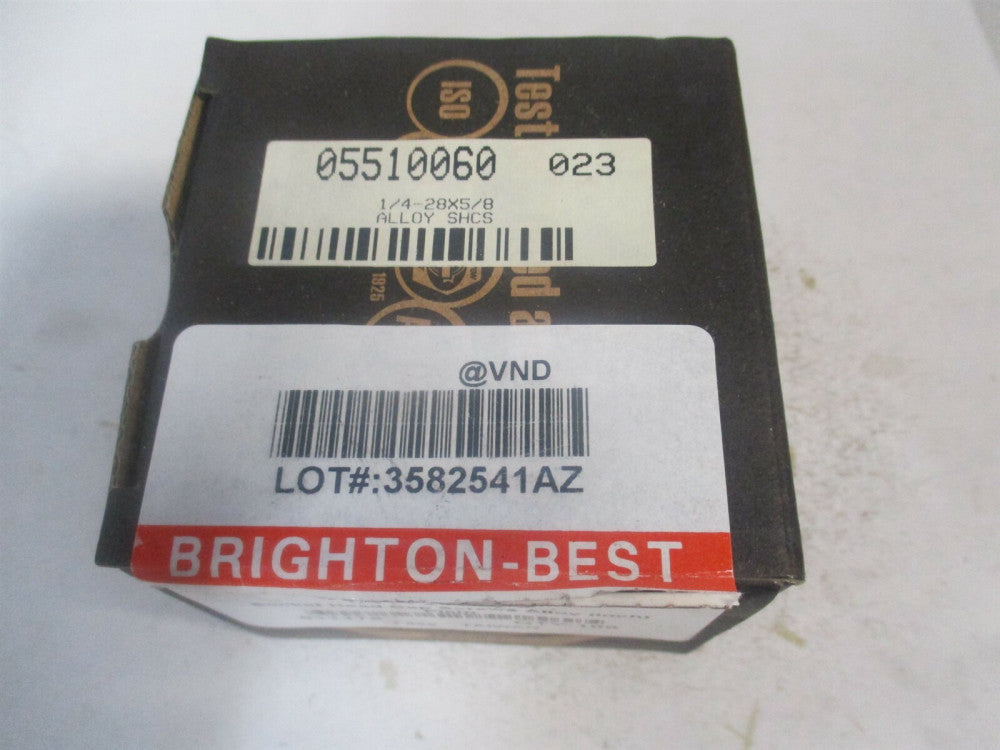 Test
ISO
05510060 023
1/4-28X5/8
ALLOY SHCS
1925
@VND
LOT#:3582541AZ
BRIGHTON-BEST